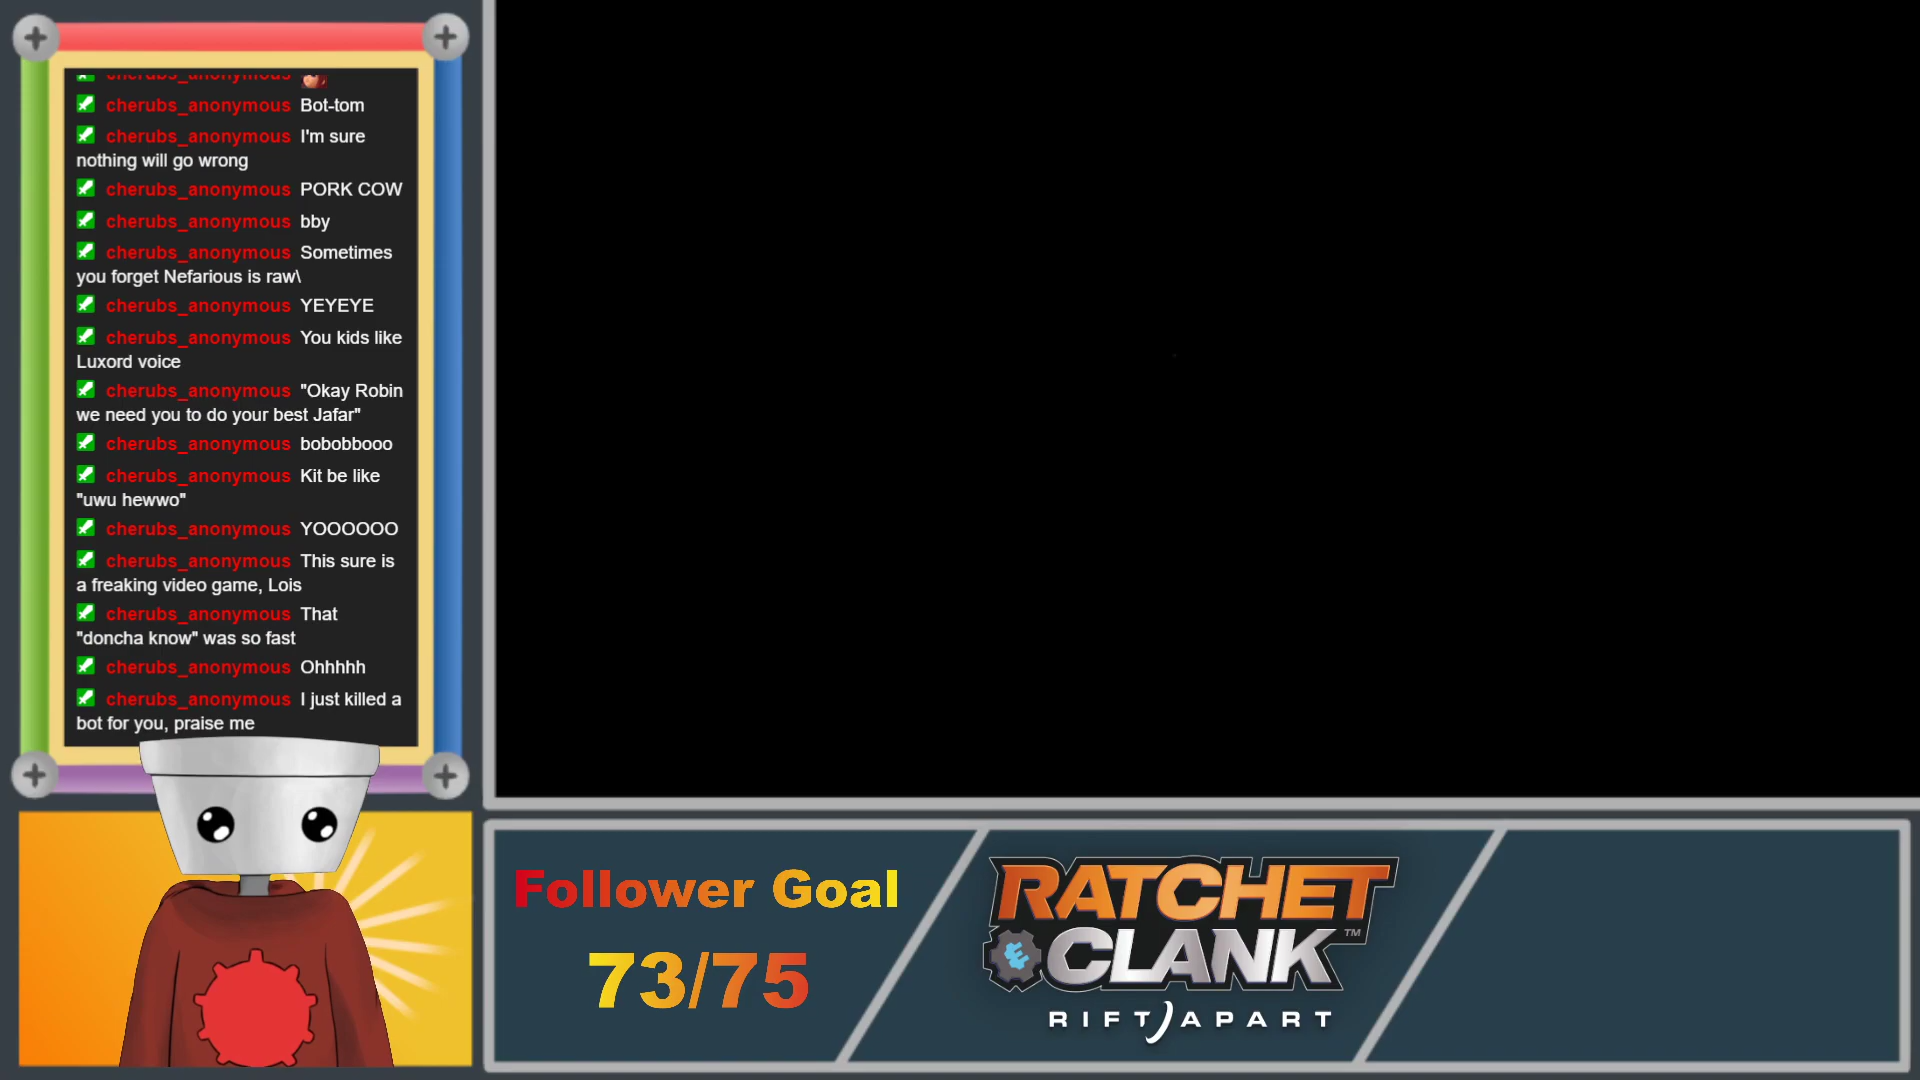 cherubs_anonymous
cherubs_anonymous Bot-tom
cherubs_anonymous I'm sure
nothing will go wrong
cherubs_anonymous PORK COW
cherubs_anonymous bby
cherubs_anonymous Sometimes
you forget Nefarious is raw\
cherubs_anonymous YEYEYE
cherubs_anonymous You kids like
Luxord voice
cherubs_anonymous "Okay Robin
we need you to do your best Jafar"
cherubs_anonymous bobobbooo
cherubs_anonymous Kit be like
"uwu hewwo"
cherubs_anonymous YOOOOOO
cherubs_anonymous This sure is
a freaking video game, Lois
cherubs_anonymous That
"doncha know" was so fast
cherubs_anonymous Ohhhhh
cherubs_anonymous I just killed a
bot for you, praise me
Follower Goal
73/75
RATCHET
& CLANK™
RIFT APART